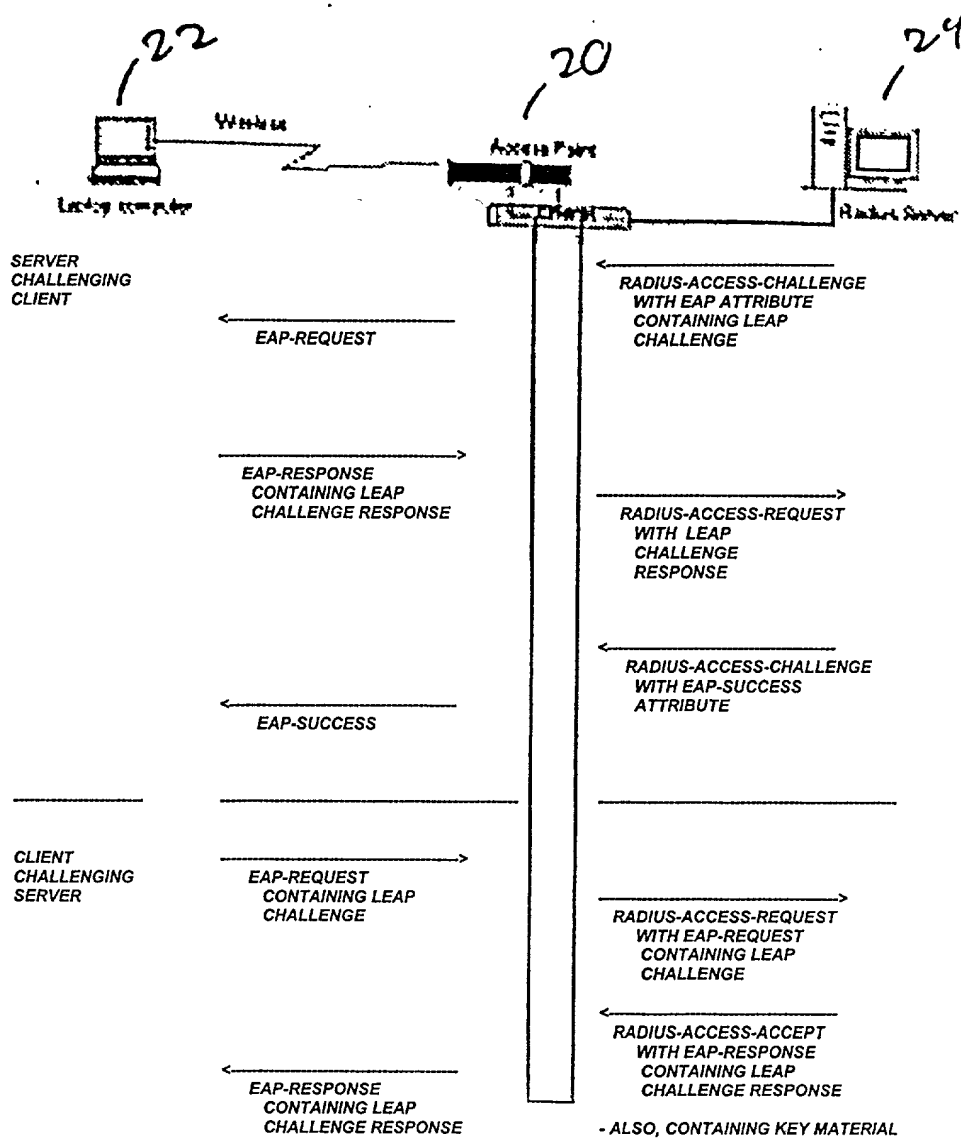 22
20
24
Wireless
Access Point
Laptop computer
Radius Server
SERVER
CHALLENGING
CLIENT
RADIUS-ACCESS-CHALLENGE
WITH EAP ATTRIBUTE
CONTAINING LEAP
CHALLENGE
EAP-REQUEST
EAP-RESPONSE
CONTAINING LEAP
CHALLENGE RESPONSE
RADIUS-ACCESS-REQUEST
WITH LEAP
CHALLENGE
RESPONSE
RADIUS-ACCESS-CHALLENGE
WITH EAP-SUCCESS
ATTRIBUTE
EAP-SUCCESS
CLIENT
CHALLENGING
SERVER
EAP-REQUEST
CONTAINING LEAP
CHALLENGE
RADIUS-ACCESS-REQUEST
WITH EAP-REQUEST
CONTAINING LEAP
CHALLENGE
RADIUS-ACCESS-ACCEPT
WITH EAP-RESPONSE
CONTAINING LEAP
CHALLENGE RESPONSE
EAP-RESPONSE
CONTAINING LEAP
CHALLENGE RESPONSE
- ALSO, CONTAINING KEY MATERIAL